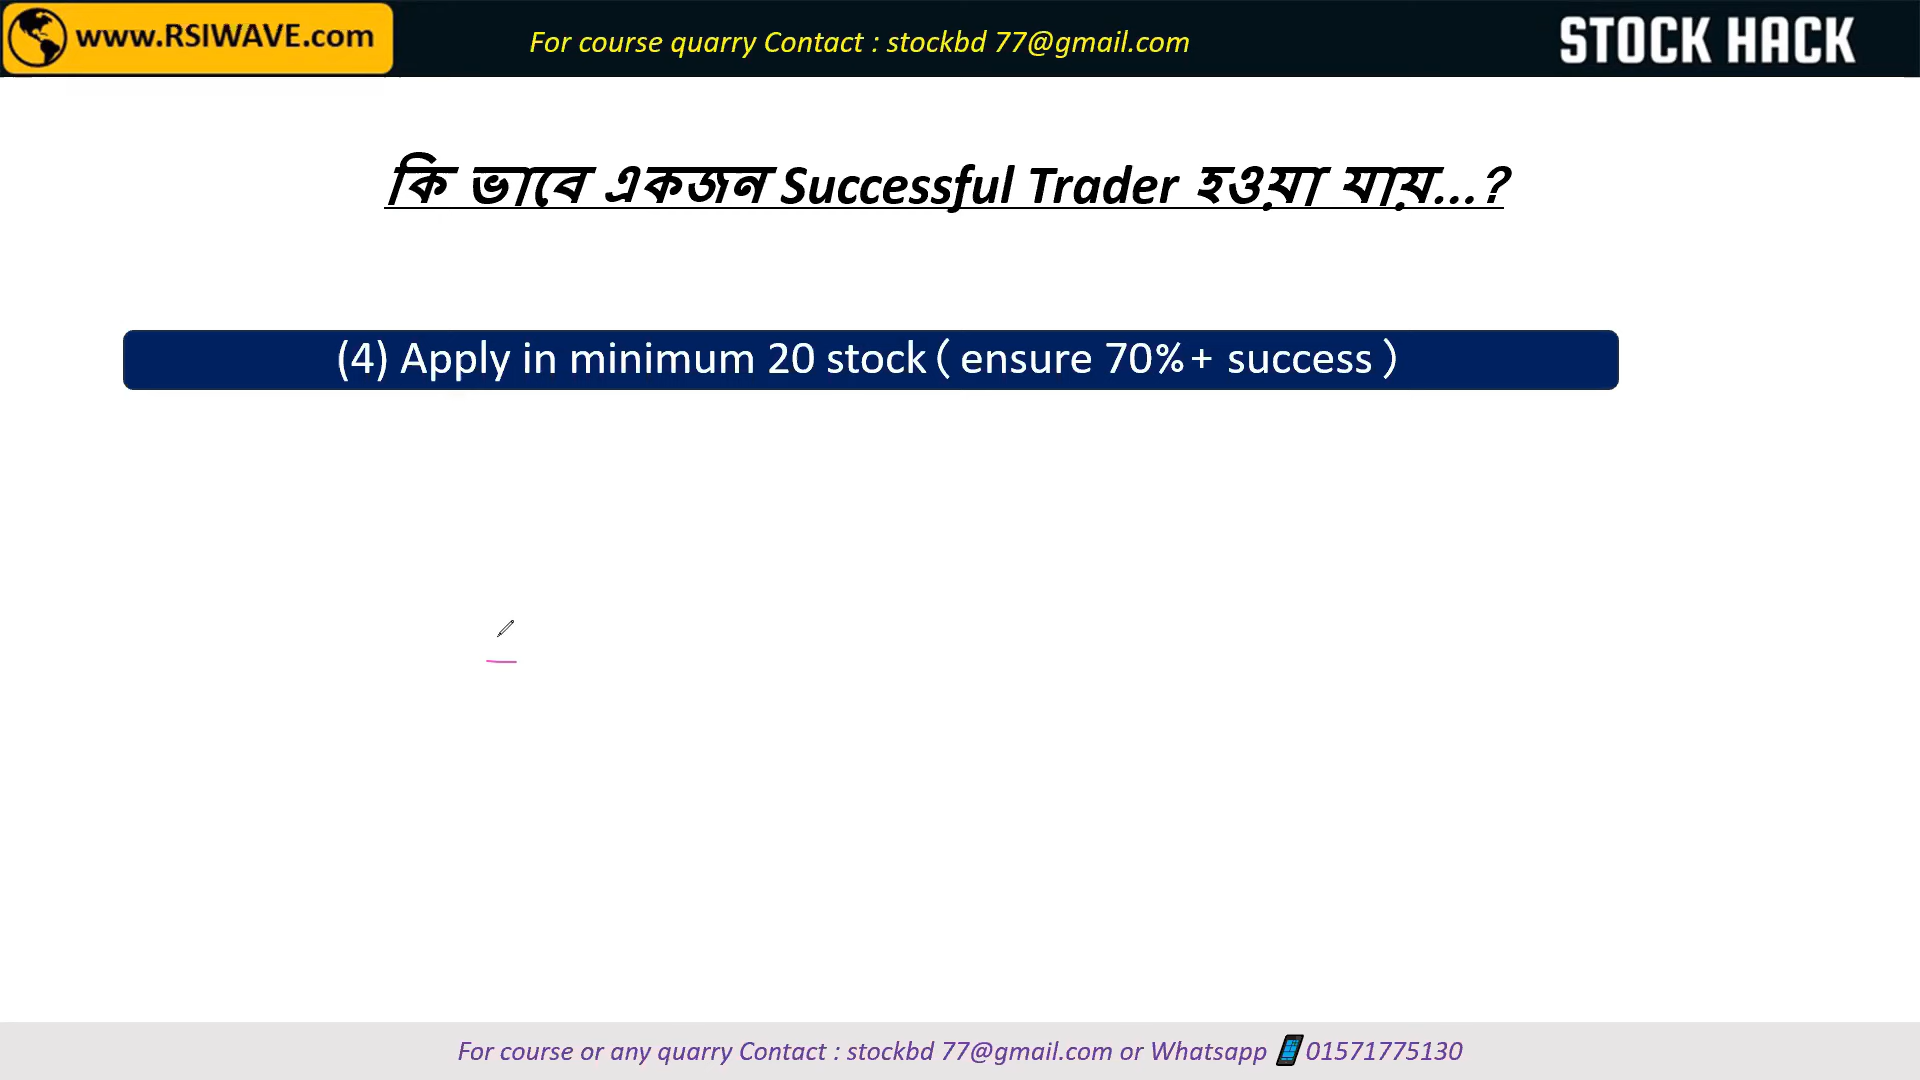 www.RSIWAVE.com
For course quarry Contact : stockbd 77@gmail.com
STOCK HACK
কি ভাবে একজন Successful Trader হওয়া যায়...?
(4) Apply in minimum 20 stock ( ensure 70%+ success )
For course or any quarry Contact : stockbd 77@gmail.com or Whatsapp 01571775130